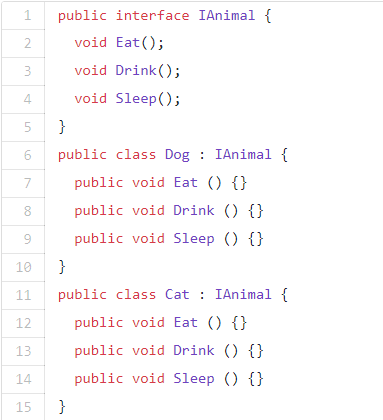 1 public interface IAnimal {
2 void Eat();
3 void Drink();
4 void Sleep();
5 }
6 public class Dog : IAnimal {
7 public void Eat () {}
8 public void Drink () {}
9 public void Sleep () {}
10 }
11 public class Cat : IAnimal {
12 public void Eat () {}
13 public void Drink () {}
14 public void Sleep () {}
15 }